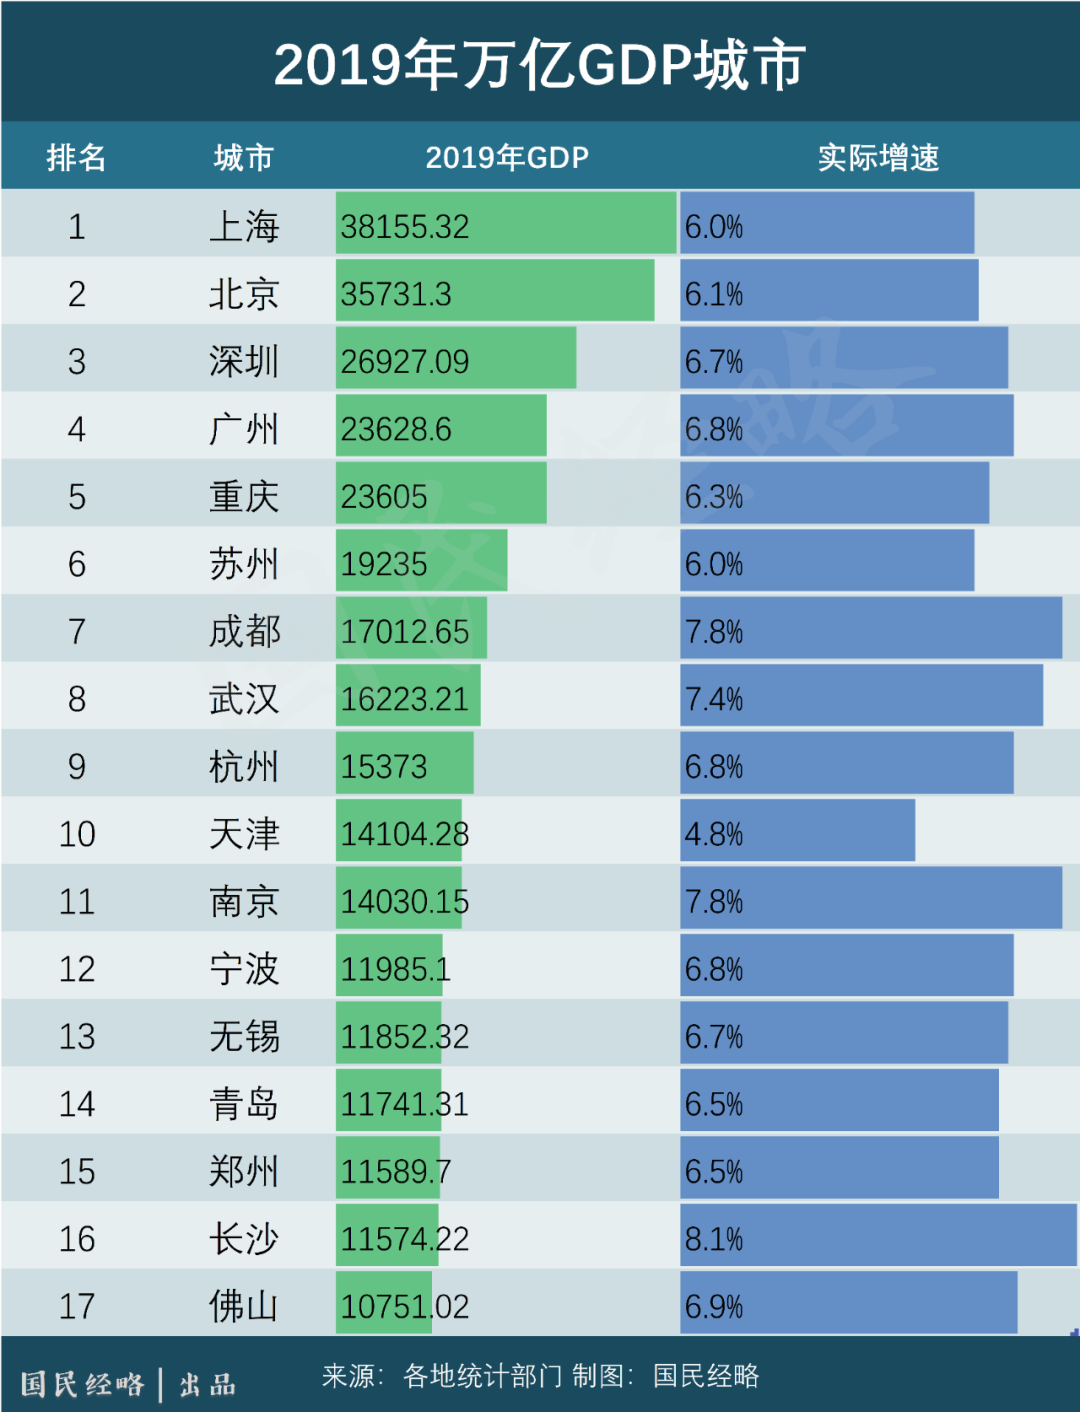 2019年万亿GDP城市
排名 城市 2019年GDP 实际增速
1 上海 38155.32 6.0%
2 北京 35731.3 6.1%
3 深圳 26927.09 6.7%
4 广州 23628.6 6.8%
5 重庆 23605 6.3%
6 苏州 19235 6.0%
7 成都 17012.65 7.8%
8 武汉 16223.21 7.4%
9 杭州 15373 6.8%
10 天津 14104.28 4.8%
11 南京 14030.15 7.8%
12 宁波 11985.1 6.8%
13 无锡 11852.32 6.7%
14 青岛 11741.31 6.5%
15 郑州 11589.7 6.5%
16 长沙 11574.22 8.1%
17 佛山 10751.02 6.9%
国民经略 | 出品 来源：各地统计部门 制图：国民经略
国民经略